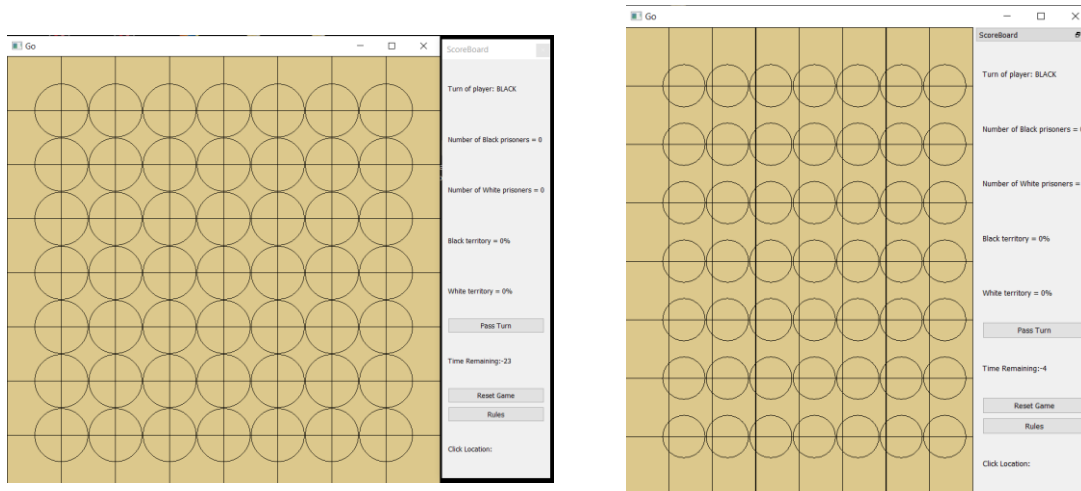 Go
ScoreBoard
Turn of player: BLACK
Number of Black prisoners = 0
Number of White prisoners = 0
Black territory = 0%
White territory = 0%
Pass Turn
Time Remaining:-23
Reset Game
Rules
Click Location:
Go
ScoreBoard
Turn of player: BLACK
Number of Black prisoners =
Number of White prisoners =
Black territory = 0%
White territory = 0%
Pass Turn
Time Remaining:-4
Reset Game
Rules
Click Location: